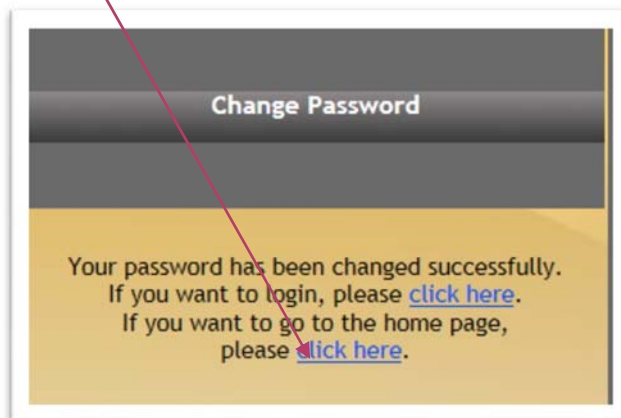 Change Password
Your password has been changed successfully.
If you want to login, please click here.
If you want to go to the home page,
please click here.